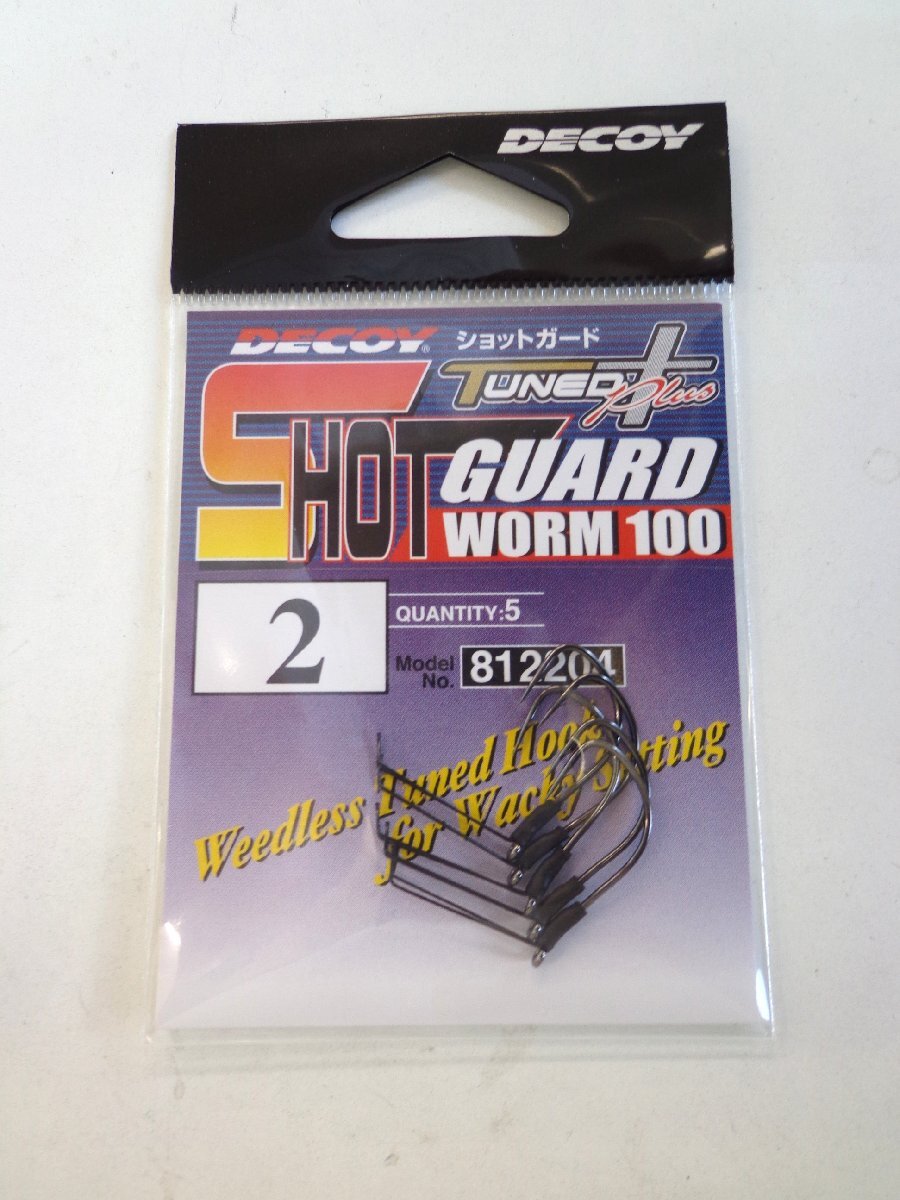 DECOY
DECOY®
ショットガード
TUNED Plus
SHOT GUARD
WORM 100
2
QUANTITY:5
Model No. 812204
Weedless Tuned Hook
for Wacky Setting